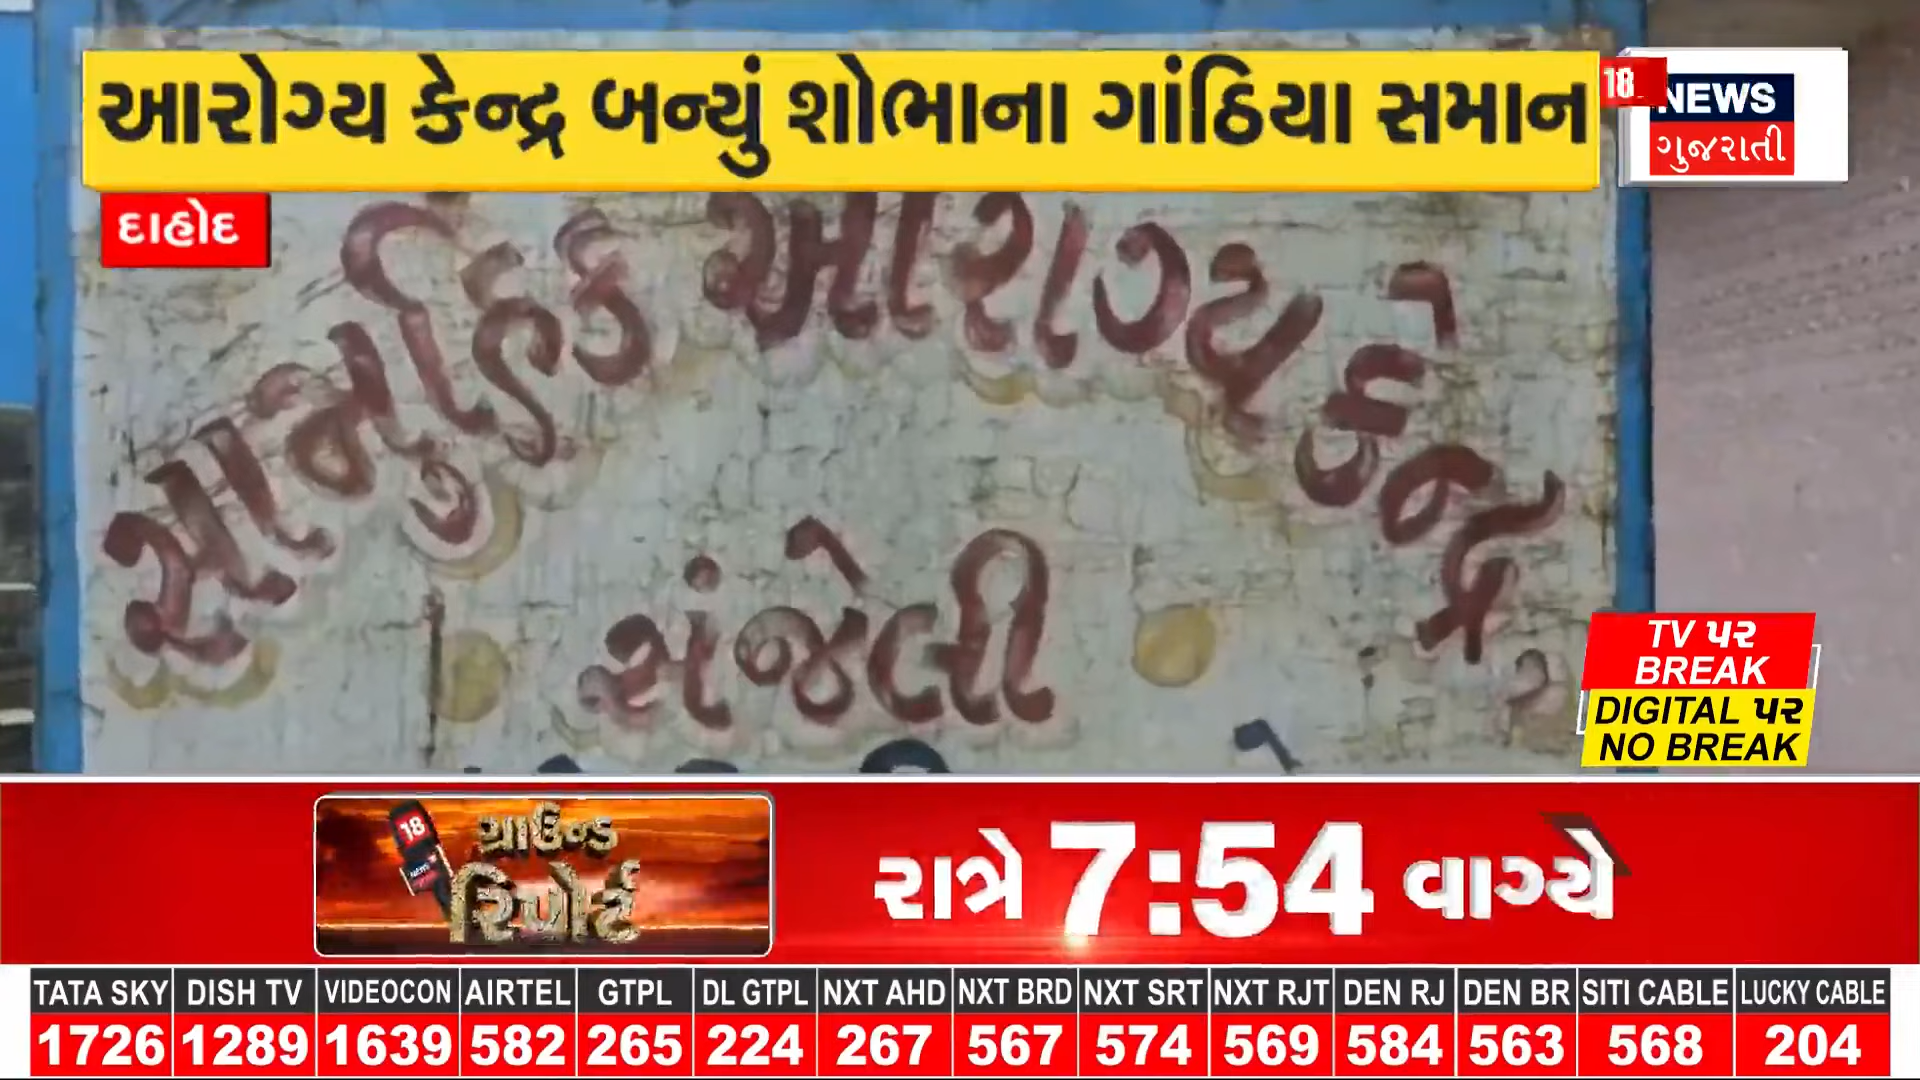 આરોગ્ય કેન્દ્ર બન્યું શોભાના ગાંઠિયા સમાન
18
NEWS
ગુજરાતી
દાહોદ
સામુહિક આરોગ્ય કેન્દ્ર
સંજેલી
TV પર
BREAK
DIGITAL પર
NO BREAK
18
ગ્રાઉન્ડ
રિપોર્ટ
રાત્રે 7:54 વાગ્યે
TATA SKY DISH TV VIDEOCON AIRTEL GTPL DL GTPL NXT AHD NXT BRD NXT SRT NXT RJT DEN RJ DEN BR SITI CABLE LUCKY CABLE
1726 1289 1639 582 265 224 267 567 574 569 584 563 568 204